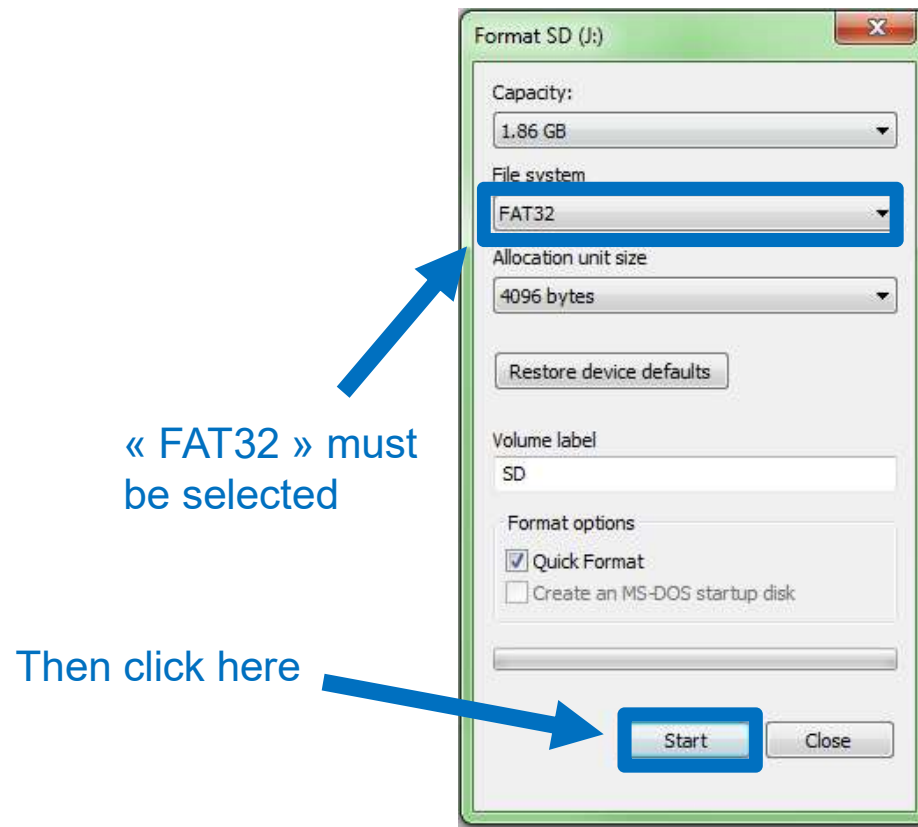 Format SD (J:)
Capacity:
1.86 GB
File system
FAT32
Allocation unit size
4096 bytes
Restore device defaults
« FAT32 » must
be selected
Volume label
SD
Format options
Quick Format
Create an MS-DOS startup disk
Then click here
Start
Close